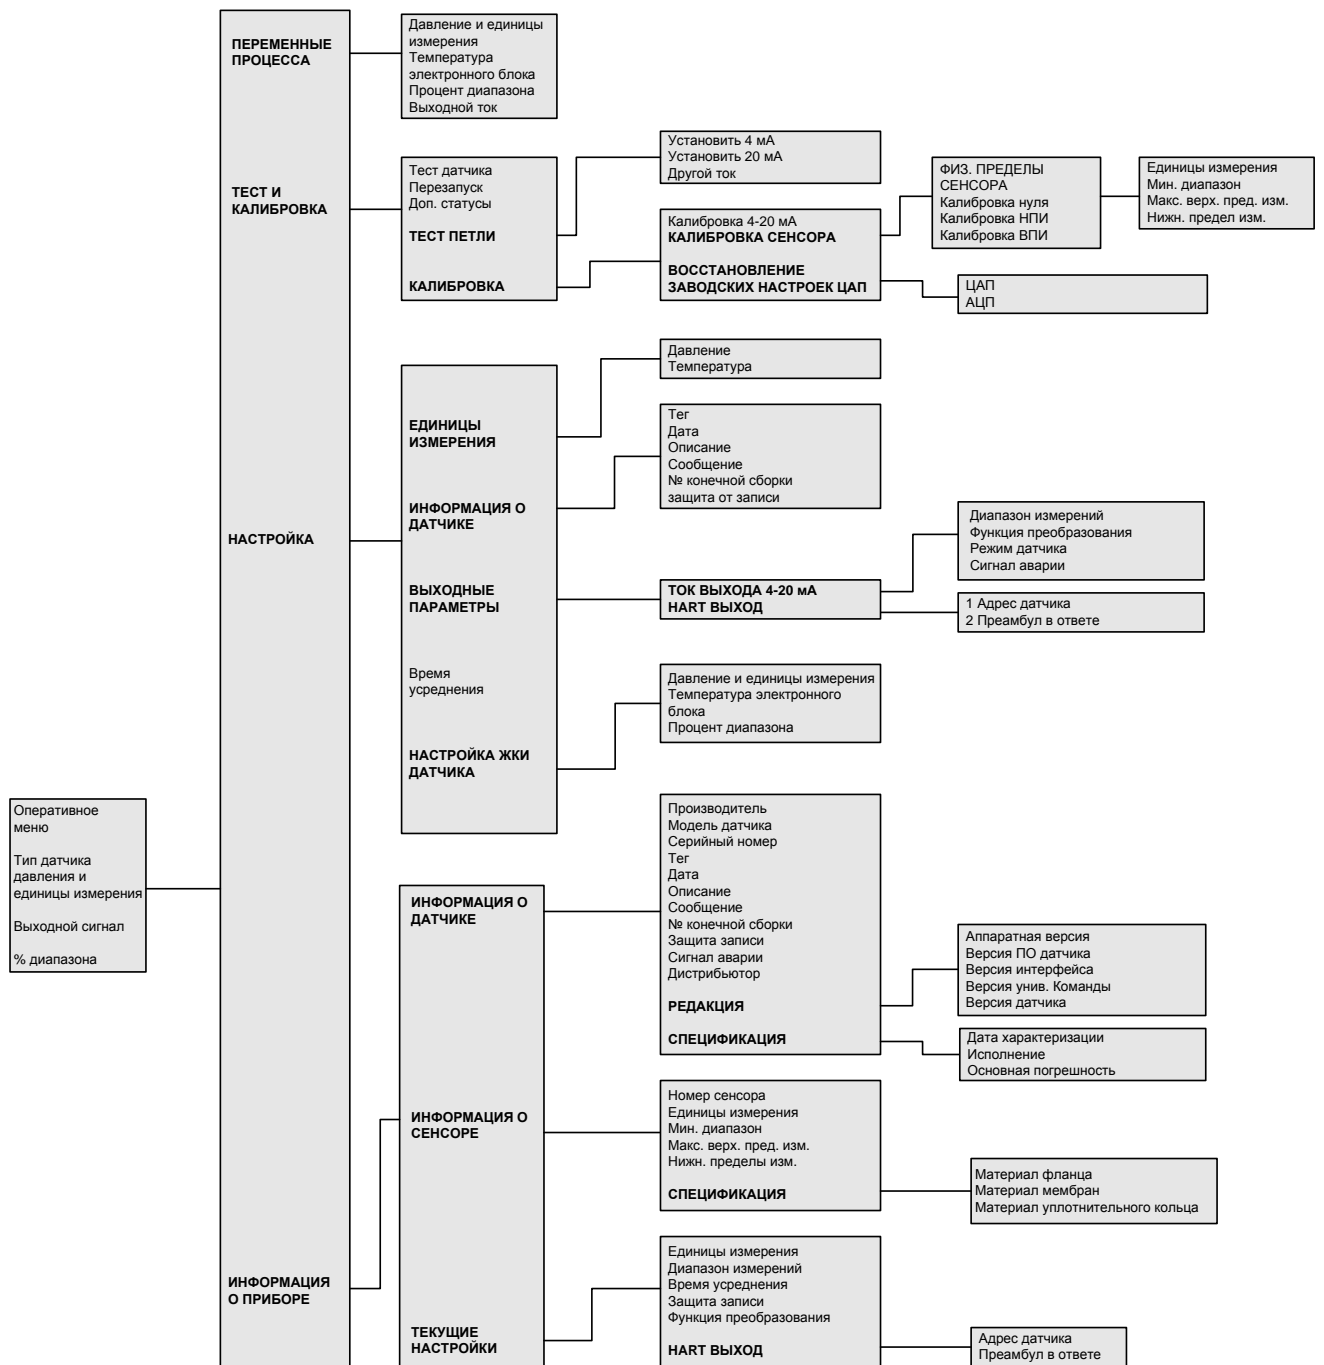 Оперативное
меню
Тип датчика
давления и
единицы измерения
Выходной сигнал
% диапазона
ПЕРЕМЕННЫЕ
ПРОЦЕССА
ТЕСТ И
КАЛИБРОВКА
НАСТРОЙКА
ИНФОРМАЦИЯ
О ПРИБОРЕ
Давление и единицы
измерения
Температура
электронного блока
Процент диапазона
Выходной ток
Тест датчика
Перезапуск
Доп. статусы
ТЕСТ ПЕТЛИ
КАЛИБРОВКА
Установить 4 мА
Установить 20 мА
Другой ток
Калибровка 4-20 мА
КАЛИБРОВКА СЕНСОРА
ВОССТАНОВЛЕНИЕ
ЗАВОДСКИХ НАСТРОЕК ЦАП
ФИЗ. ПРЕДЕЛЫ
СЕНСОРА
Калибровка нуля
Калибровка НПИ
Калибровка ВПИ
Единицы измерения
Мин. диапазон
Макс. верх. пред. изм.
Нижн. предел изм.
ЦАП
АЦП
ЕДИНИЦЫ
ИЗМЕРЕНИЯ
ИНФОРМАЦИЯ О
ДАТЧИКЕ
ВЫХОДНЫЕ
ПАРАМЕТРЫ
Время
усреднения
НАСТРОЙКА ЖКИ
ДАТЧИКА
Давление
Температура
Тег
Дата
Описание
Сообщение
№ конечной сборки
защита от записи
ТОК ВЫХОДА 4-20 мА
HART ВЫХОД
Диапазон измерений
Функция преобразования
Режим датчика
Сигнал аварии
1 Адрес датчика
2 Преамбул в ответе
Давление и единицы измерения
Температура электронного
блока
Процент диапазона
ИНФОРМАЦИЯ О
ДАТЧИКЕ
ИНФОРМАЦИЯ О
СЕНСОРЕ
ТЕКУЩИЕ
НАСТРОЙКИ
Производитель
Модель датчика
Серийный номер
Тег
Дата
Описание
Сообщение
№ конечной сборки
Защита записи
Сигнал аварии
Дистрибьютор
РЕДАКЦИЯ
СПЕЦИФИКАЦИЯ
Аппаратная версия
Версия ПО датчика
Версия интерфейса
Версия унив. Команды
Версия датчика
Дата характеризации
Исполнение
Основная погрешность
Номер сенсора
Единицы измерения
Мин. диапазон
Макс. верх. пред. изм.
Нижн. пределы изм.
СПЕЦИФИКАЦИЯ
Материал фланца
Материал мембран
Материал уплотнительного кольца
Единицы измерения
Диапазон измерений
Время усреднения
Защита записи
Функция преобразования
HART ВЫХОД
Адрес датчика
Преамбул в ответе